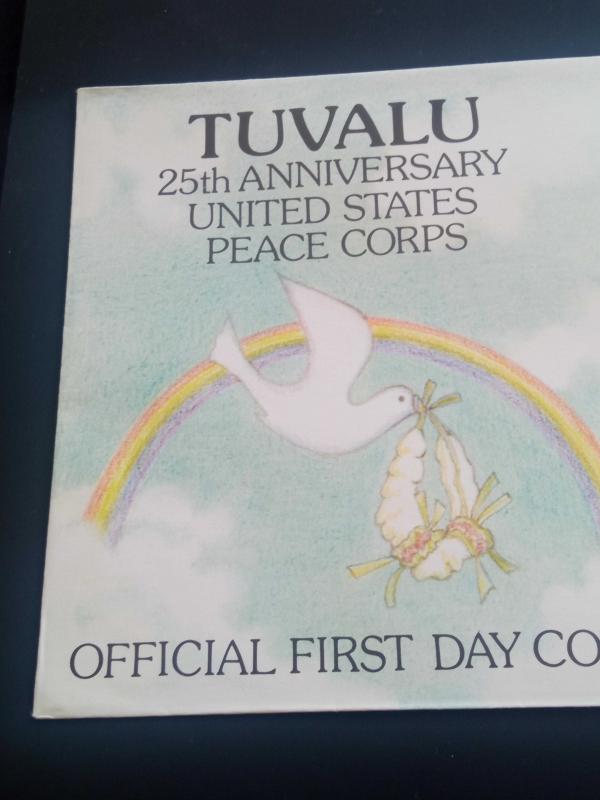 TUVALU
25th ANNIVERSARY
UNITED STATES
PEACE CORPS
OFFICIAL FIRST DAY CO